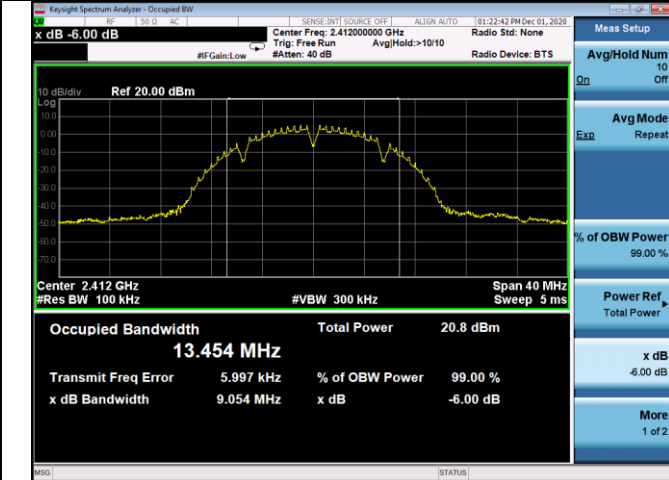 Keysight Spectrum Analyzer - Occupied BW
RF 50 Ω AC SENSE:INT SOURCE OFF ALIGN AUTO 01:22:42 PM Dec 01, 2020
x dB -6.00 dB
Center Freq: 2.412000000 GHz Radio Std: None
Trig: Free Run Avg|Hold:>10/10
#IFGain:Low #Atten: 40 dB Radio Device: BTS
Meas Setup
Avg/Hold Num
10
On Off
Avg Mode
Exp Repeat
% of OBW Power
99.00 %
Power Ref
Total Power
x dB
-6.00 dB
More
1 of 2
10 dB/div Ref 20.00 dBm
Log
10.0
0.00
-10.0
-20.0
-30.0
-40.0
-50.0
-60.0
-70.0
Center 2.412 GHz Span 40 MHz
#Res BW 100 kHz #VBW 300 kHz Sweep 5 ms
Occupied Bandwidth Total Power 20.8 dBm
13.454 MHz
Transmit Freq Error 5.997 kHz % of OBW Power 99.00 %
x dB Bandwidth 9.054 MHz x dB -6.00 dB
MSG STATUS